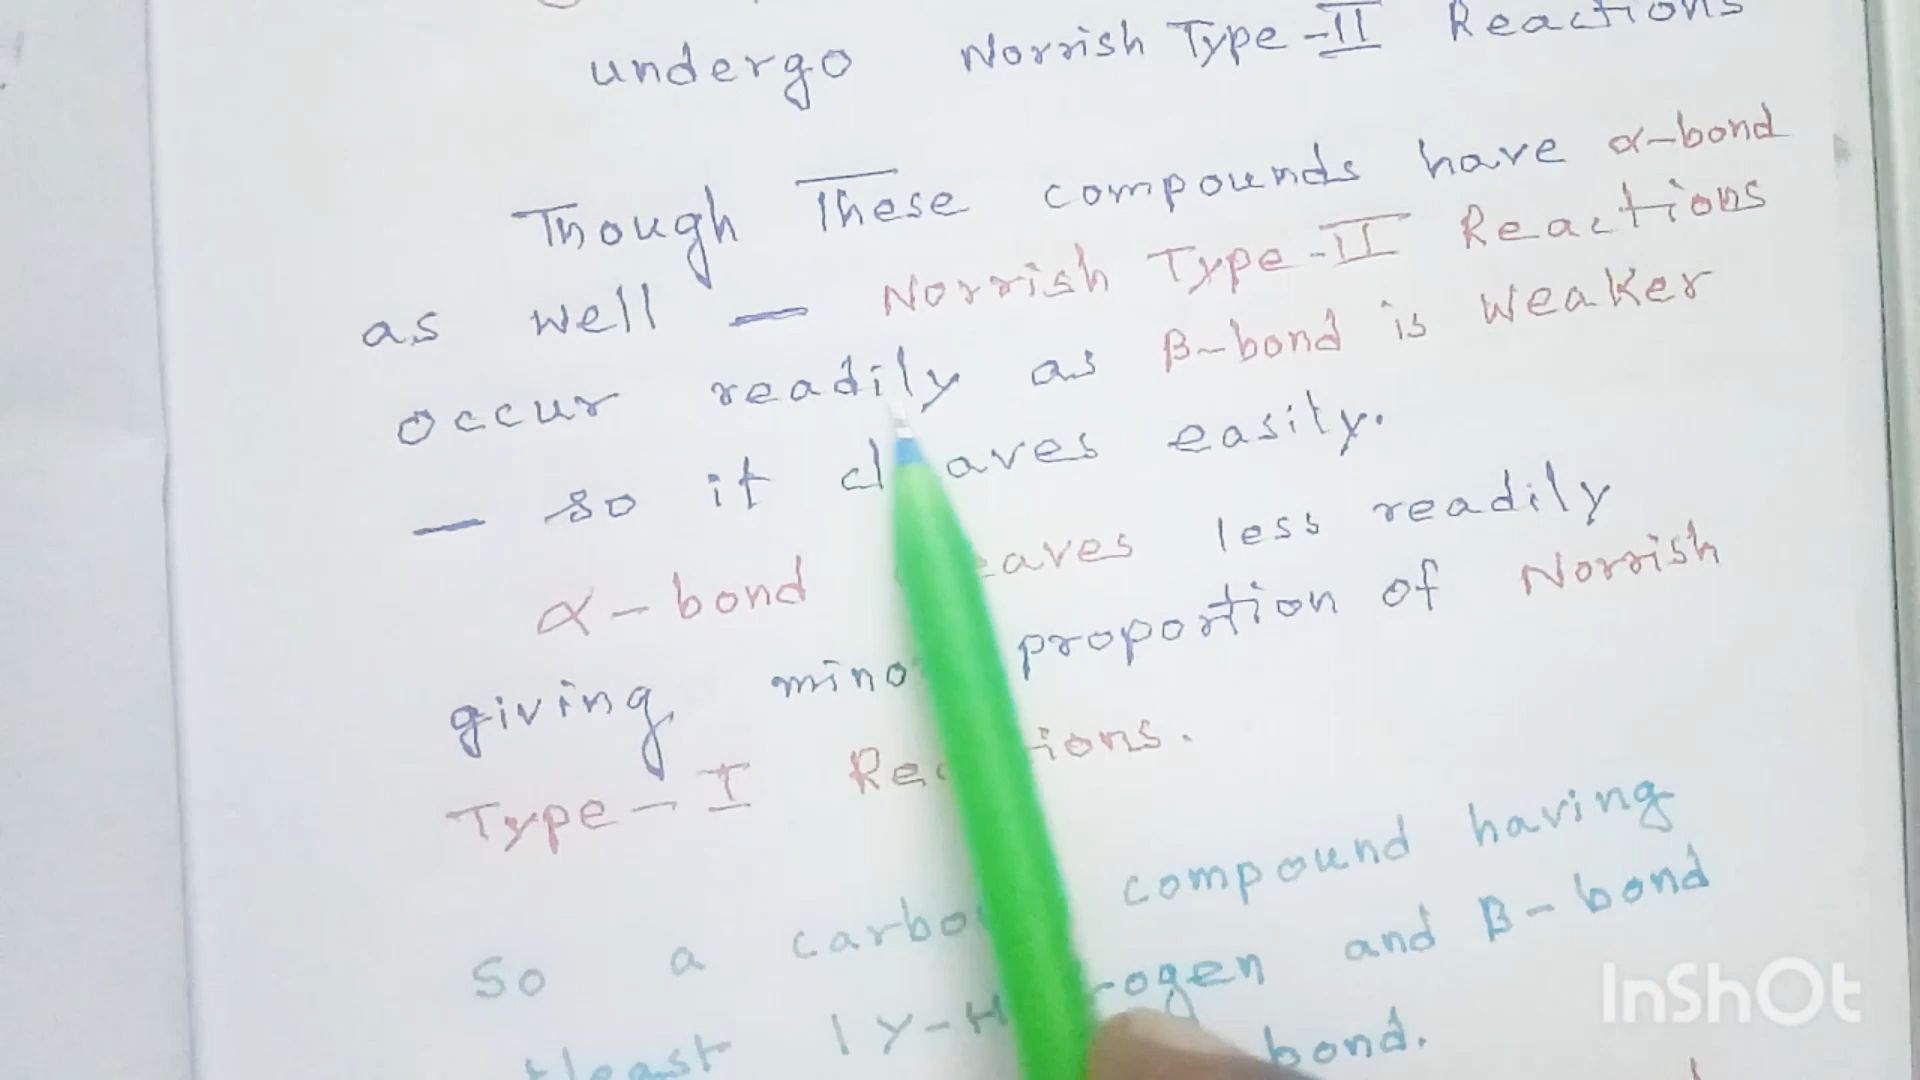 undergo Norrish Type-II Reactions
Though These compounds have α-bond
as well — Norrish Type-II Reactions
occur readily as β-bond is weaker
— so it cleaves easily.
α-bond cleaves less readily
giving minor proportion of Norrish
Type-I Reactions.
So a compound having
1 γ-H and β-bond
bond.
InShOt